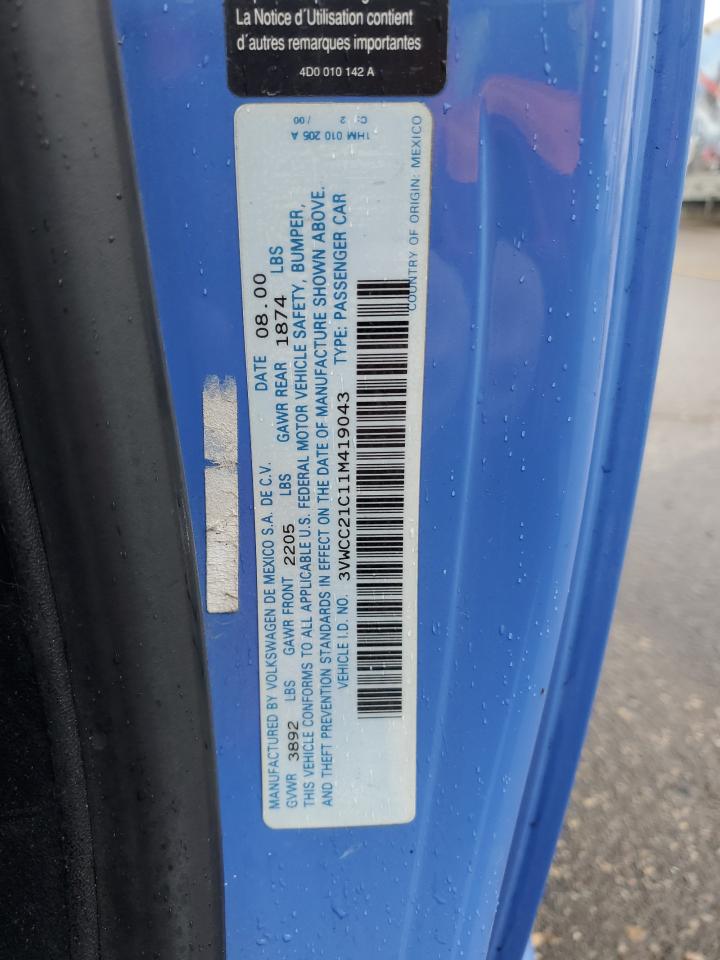 La Notice d´Utilisation contient
d´autres remarques importantes
4D0 010 142 A
MANUFACTURED BY VOLKSWAGEN DE MEXICO S.A. DE C.V. DATE 08.00
GVWR 3892 LBS GAWR FRONT 2205 LBS GAWR REAR 1874 LBS
THIS VEHICLE CONFORMS TO ALL APPLICABLE U.S. FEDERAL MOTOR VEHICLE SAFETY, BUMPER,
AND THEFT PREVENTION STANDARDS IN EFFECT ON THE DATE OF MANUFACTURE SHOWN ABOVE.
VEHICLE I.D. NO. 3VWCC21C11M419043 TYPE: PASSENGER CAR
COUNTRY OF ORIGIN: MEXICO
1HM 010 205 A